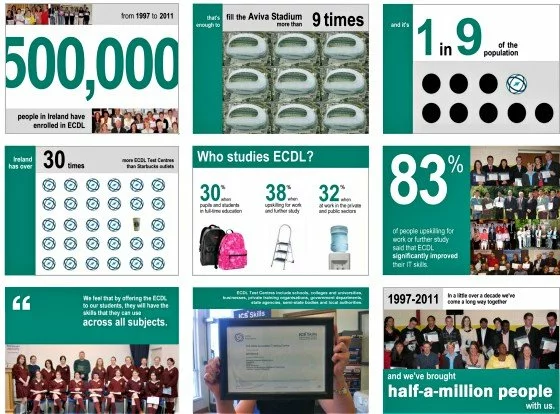 from 1997 to 2011
500,000
people in Ireland have
enrolled in ECDL
that's
enough to
fill the Aviva Stadium
more than
9 times
and it's
1 in 9
of the
population
Ireland
has over
30 times
more ECDL Test Centres
than Starbucks outlets
Who studies ECDL?
30% when
pupils and students
in full-time education
38% when
upskilling for work
and further study
32% when
at work in the private
and public sectors
83%
of people upskilling for
work or further study
said that ECDL
significantly improved
their IT skills.
“
We feel that by offering the ECDL
to our students, they will have the
skills that they can use
across all subjects.
ECDL Test Centres include schools, colleges and universities,
businesses, private training organisations, government departments,
state agencies, semi-state bodies and local authorities.
ICS Skills
ICS Skills
1997-2011
In a little over a decade we've
come a long way together
and we've brought
half-a-million people
with us.